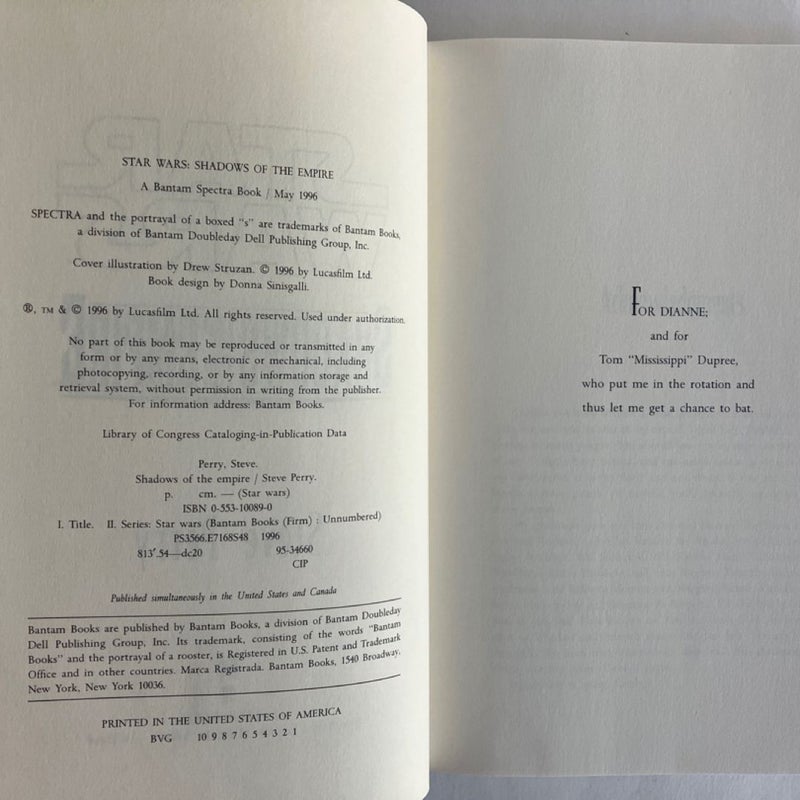 STAR WARS: SHADOWS OF THE EMPIRE
A Bantam Spectra Book / May 1996
SPECTRA and the portrayal of a boxed “s” are trademarks of Bantam Books,
a division of Bantam Doubleday Dell Publishing Group, Inc.
Cover illustration by Drew Struzan. © 1996 by Lucasfilm Ltd.
Book design by Donna Sinisgalli.
®, TM & © 1996 by Lucasfilm Ltd. All rights reserved. Used under authorization.
No part of this book may be reproduced or transmitted in any
form or by any means, electronic or mechanical, including
photocopying, recording, or by any information storage and
retrieval system, without permission in writing from the publisher.
For information address: Bantam Books.
Library of Congress Cataloging-in-Publication Data
Perry, Steve.
Shadows of the empire / Steve Perry.
p. cm. — (Star wars)
ISBN 0-553-10089-0
I. Title. II. Series: Star wars (Bantam Books (Firm) : Unnumbered)
PS3566.E7168S48 1996
813′.54—dc20 95-34660
CIP
Published simultaneously in the United States and Canada
Bantam Books are published by Bantam Books, a division of Bantam Doubleday
Dell Publishing Group, Inc. Its trademark, consisting of the words “Bantam
Books” and the portrayal of a rooster, is Registered in U.S. Patent and Trademark
Office and in other countries. Marca Registrada. Bantam Books, 1540 Broadway,
New York, New York 10036.
PRINTED IN THE UNITED STATES OF AMERICA
BVG 10 9 8 7 6 5 4 3 2 1
FOR DIANNE;
and for
Tom “Mississippi” Dupree,
who put me in the rotation and
thus let me get a chance to bat.